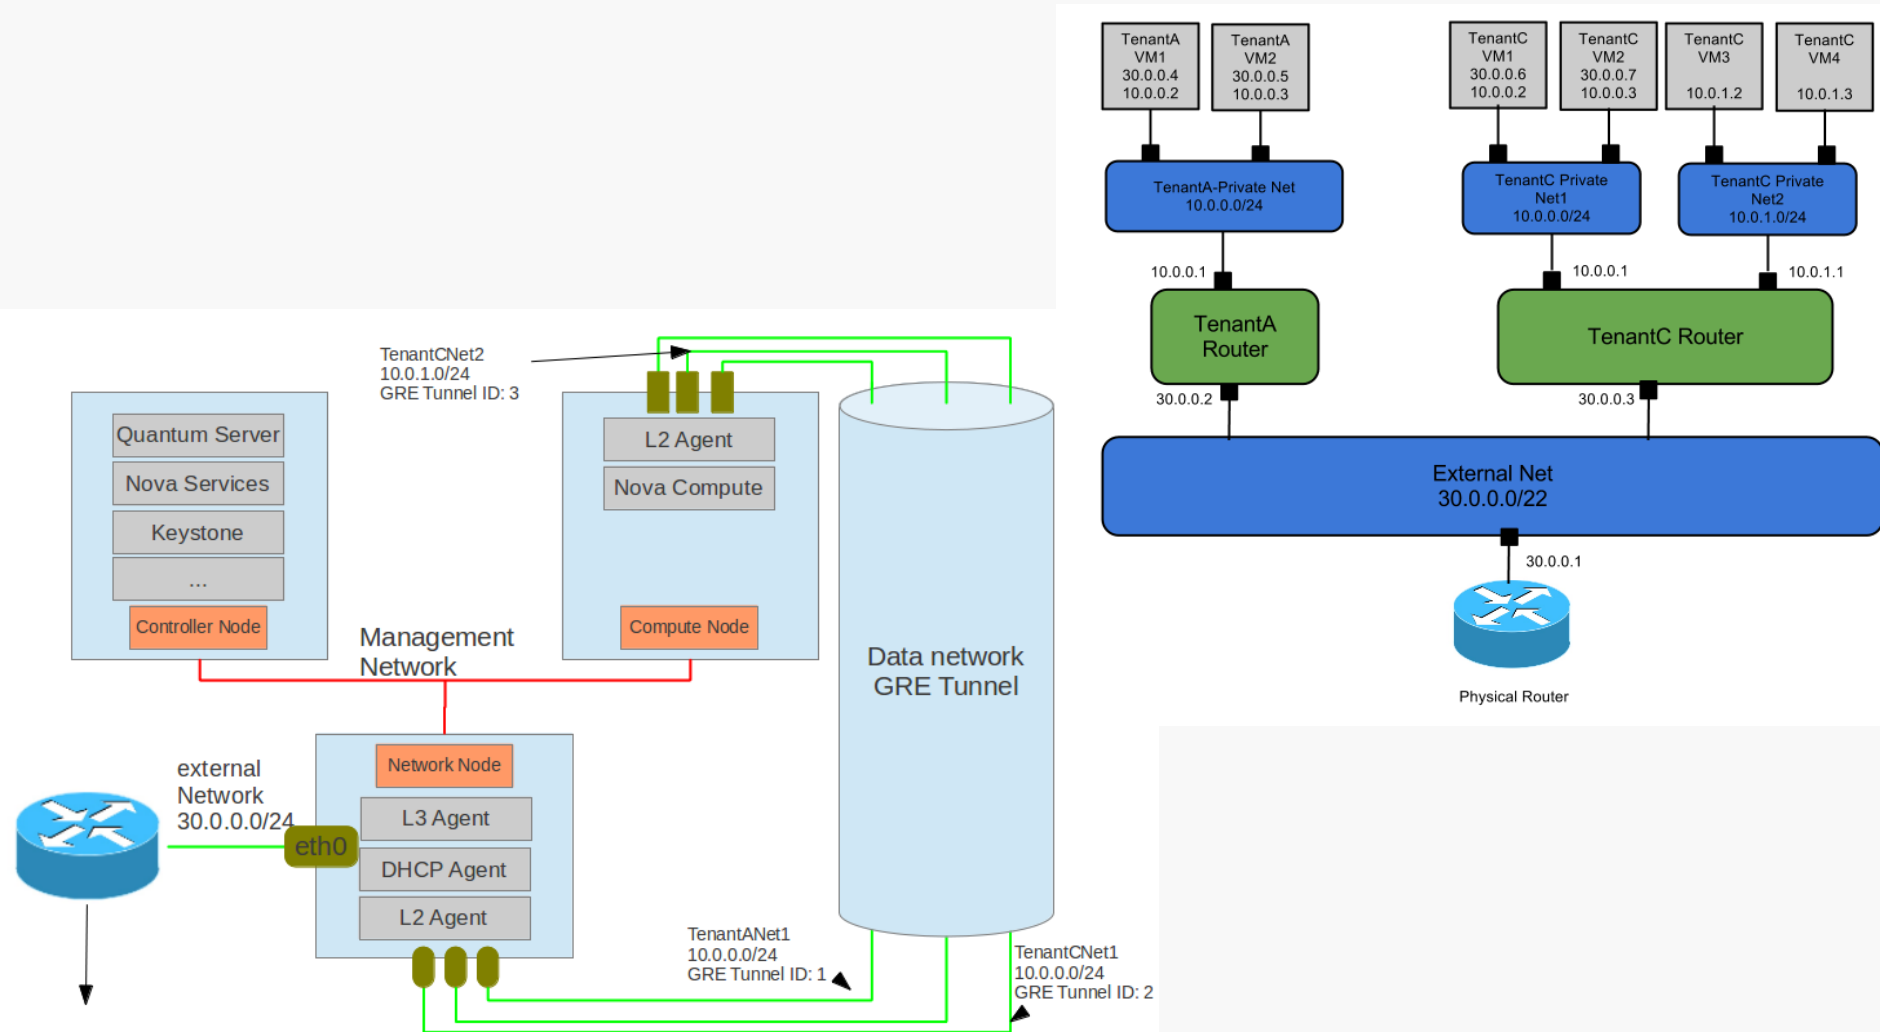 TenantA
VM1
30.0.0.4
10.0.0.2
TenantA
VM2
30.0.0.5
10.0.0.3
TenantC
VM1
30.0.0.6
10.0.0.2
TenantC
VM2
30.0.0.7
10.0.0.3
TenantC
VM3
10.0.1.2
TenantC
VM4
10.0.1.3
TenantA-Private Net
10.0.0.0/24
TenantC Private
Net1
10.0.0.0/24
TenantC Private
Net2
10.0.1.0/24
10.0.0.1
10.0.0.1
10.0.1.1
TenantA
Router
TenantC Router
30.0.0.2
30.0.0.3
External Net
30.0.0.0/22
30.0.0.1
Physical Router
TenantCNet2
10.0.1.0/24
GRE Tunnel ID: 3
Quantum Server
Nova Services
Keystone
...
Controller Node
L2 Agent
Nova Compute
Compute Node
Management
Network
Data network
GRE Tunnel
Network Node
L3 Agent
DHCP Agent
L2 Agent
external
Network
30.0.0.0/24
eth0
TenantANet1
10.0.0.0/24
GRE Tunnel ID: 1
TenantCNet1
10.0.0.0/24
GRE Tunnel ID: 2